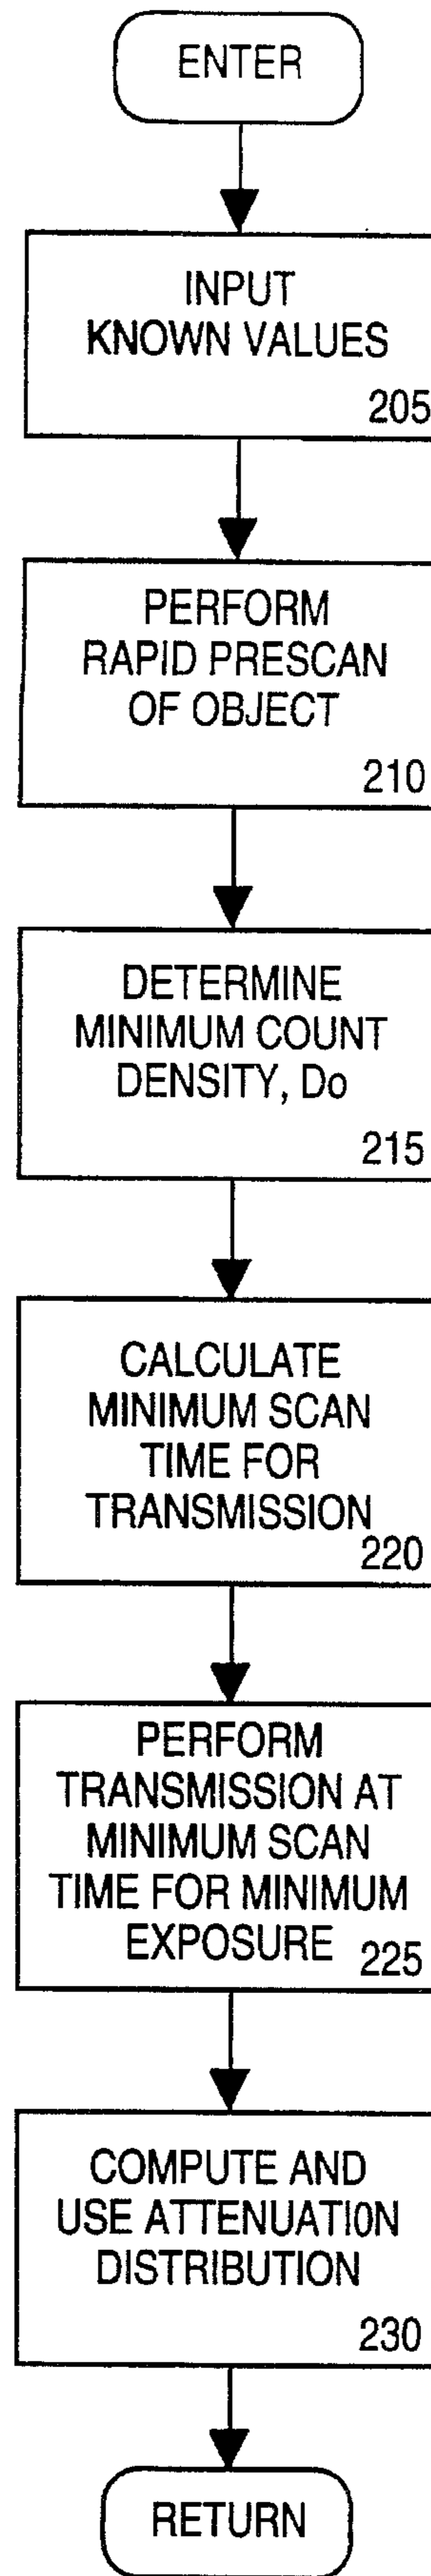 ENTER
INPUT
KNOWN VALUES
205
PERFORM
RAPID PRESCAN
OF OBJECT
210
DETERMINE
MINIMUM COUNT
DENSITY, Do
215
CALCULATE
MINIMUM SCAN
TIME FOR
TRANSMISSION
220
PERFORM
TRANSMISSION AT
MINIMUM SCAN
TIME FOR MINIMUM
EXPOSURE 225
COMPUTE AND
USE ATTENUATION
DISTRIBUTION
230
RETURN